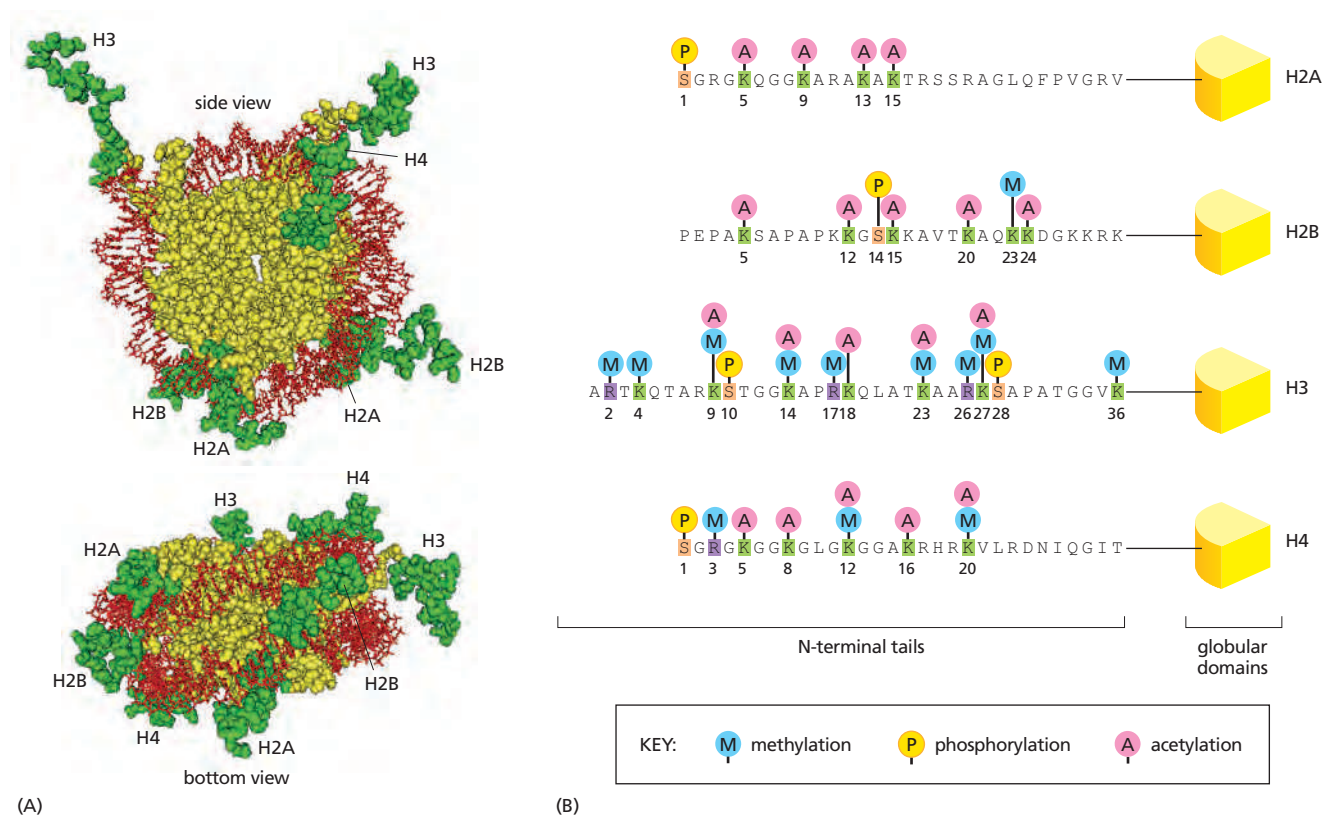 H3
H3
side view
H4
H2B
H2B
H2A
H2A
H4
H3
H3
H2A
H2B
H2B
H4
H2A
bottom view
(A)
P A A A A
SGRGKQGGKARAKAKTRSSRAGLQFPVGRV H2A
1 5 9 13 15
P M
A A A A A
PEPAKSAPAPKKGSKKAVTKAQKKDGKKRK H2B
5 12 14 15 20 23 24
A A
M A A A M
M M P M M M M P M
ARTKQTARKSTGGKAPRKQLATKAARKSAPATGGVK H3
2 4 9 10 14 17 18 23 26 27 28 36
A A
P M A A M A M
SGRGKGGKGLGKGGAKRHRKVLRDNIQGIT H4
1 3 5 8 12 16 20
N-terminal tails globular
domains
KEY: M methylation P phosphorylation A acetylation
(B)